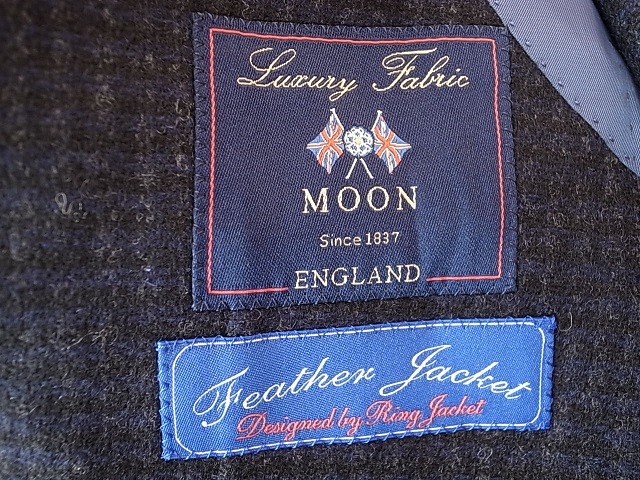 Luxury Fabric
MOON
Since 1837
ENGLAND
Feather Jacket
Designed by Ring Jacket